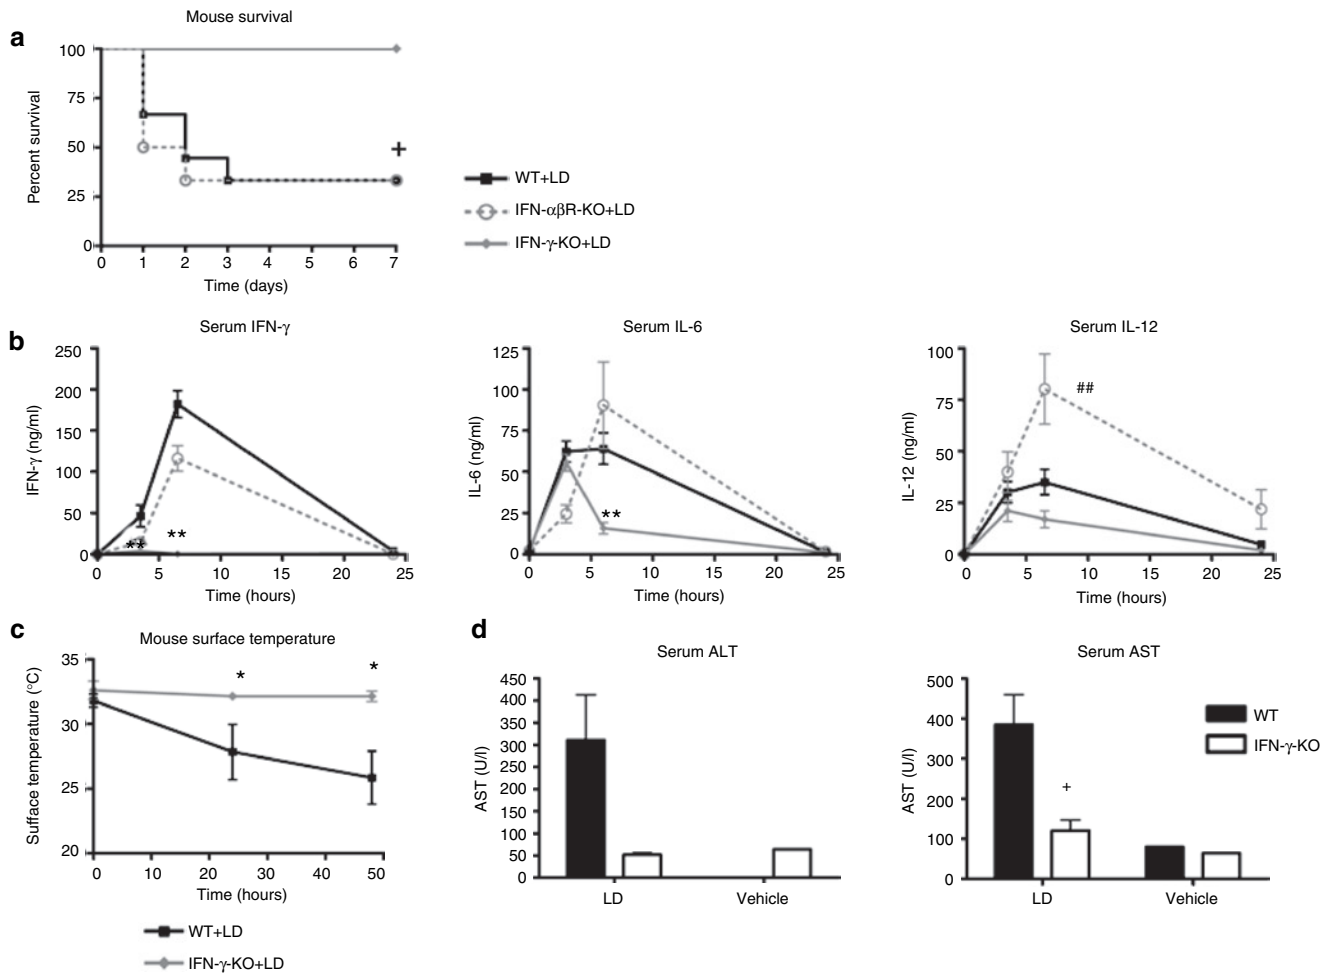 Mouse survival
a
100
75
50
25
0
Percent survival
+
0 1 2 3 4 5 6 7
Time (days)
WT+LD
IFN-αβR-KO+LD
IFN-γ-KO+LD
b
Serum IFN-γ
250
200
150
100
50
0
IFN-γ (ng/ml)
**
**
0 5 10 15 20 25
Time (hours)
Serum IL-6
125
100
75
50
25
0
IL-6 (ng/ml)
**
0 5 10 15 20 25
Time (hours)
Serum IL-12
100
75
50
25
0
IL-12 (ng/ml)
##
0 5 10 15 20 25
Time (hours)
c
Mouse surface temperature
35
30
25
20
Sufface temperature (°C)
*
*
0 10 20 30 40 50
Time (hours)
WT+LD
IFN-γ-KO+LD
d
Serum ALT
450
400
350
300
250
200
150
100
50
0
AST (U/l)
LD Vehicle
Serum AST
500
400
300
200
100
0
AST (U/l)
+
LD Vehicle
WT
IFN-γ-KO